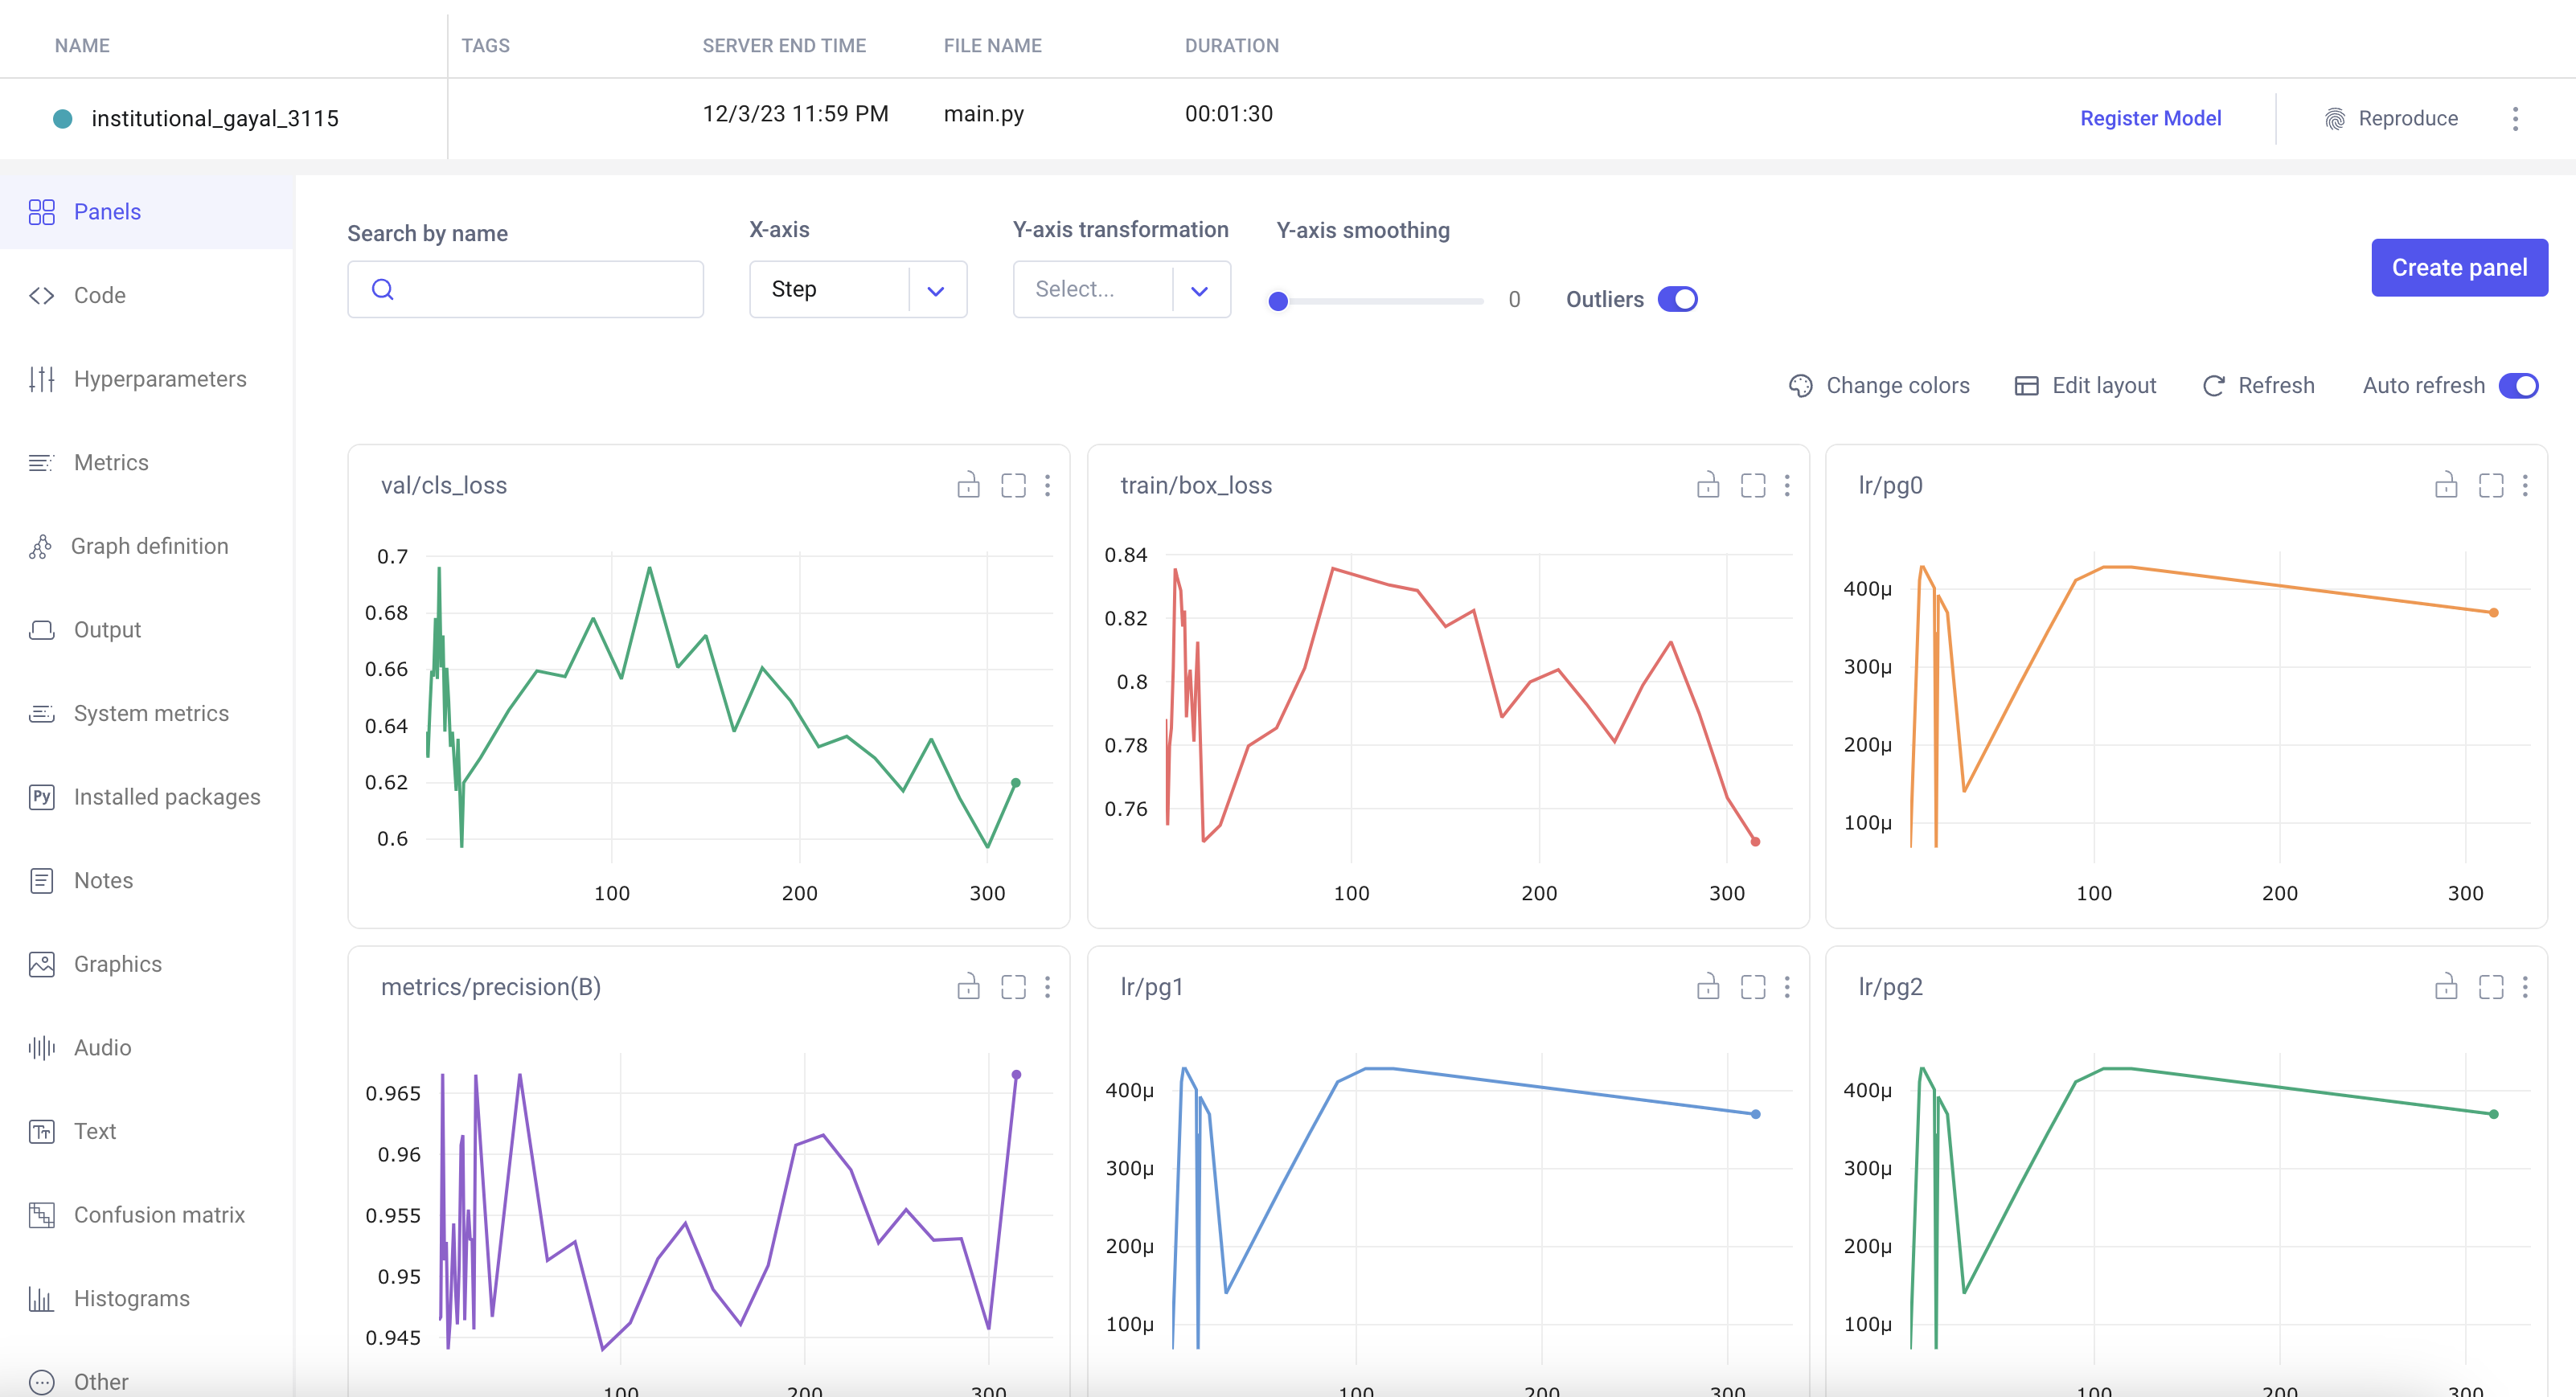 NAME TAGS SERVER END TIME FILE NAME DURATION
institutional_gayal_3115 12/3/23 11:59 PM main.py 00:01:30 Register Model Reproduce
Panels
Code
Hyperparameters
Metrics
Graph definition
Output
System metrics
Py Installed packages
Notes
Graphics
Audio
Tт Text
Confusion matrix
Histograms
Other
Search by name X-axis Y-axis transformation Y-axis smoothing
Step Select... 0 Outliers Create panel
Change colors Edit layout Refresh Auto refresh
val/cls_loss
0.7
0.68
0.66
0.64
0.62
0.6
100 200 300
train/box_loss
0.84
0.82
0.8
0.78
0.76
100 200 300
lr/pg0
400μ
300μ
200μ
100μ
100 200 300
metrics/precision(B)
0.965
0.96
0.955
0.95
0.945
100 200 300
lr/pg1
400μ
300μ
200μ
100μ
100 200 300
lr/pg2
400μ
300μ
200μ
100μ
100 200 300